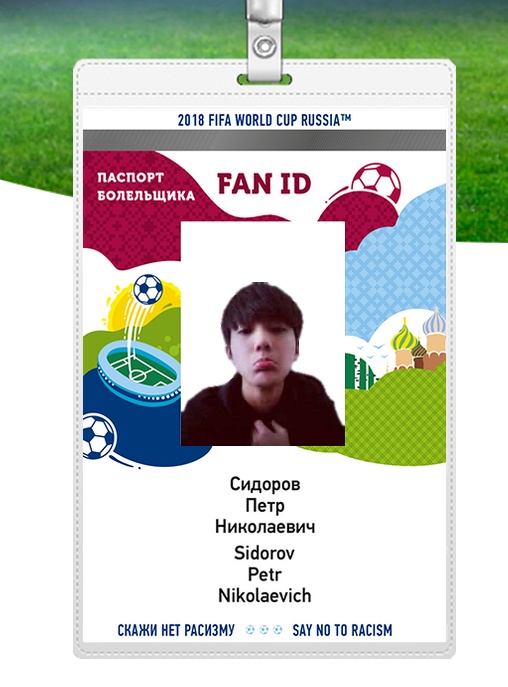 2018 FIFA WORLD CUP RUSSIA™
ПАСПОРТ
БОЛЕЛЬЩИКА
FAN ID
Сидоров
Петр
Николаевич
Sidorov
Petr
Nikolaevich
СКАЖИ НЕТ РАСИЗМУ SAY NO TO RACISM